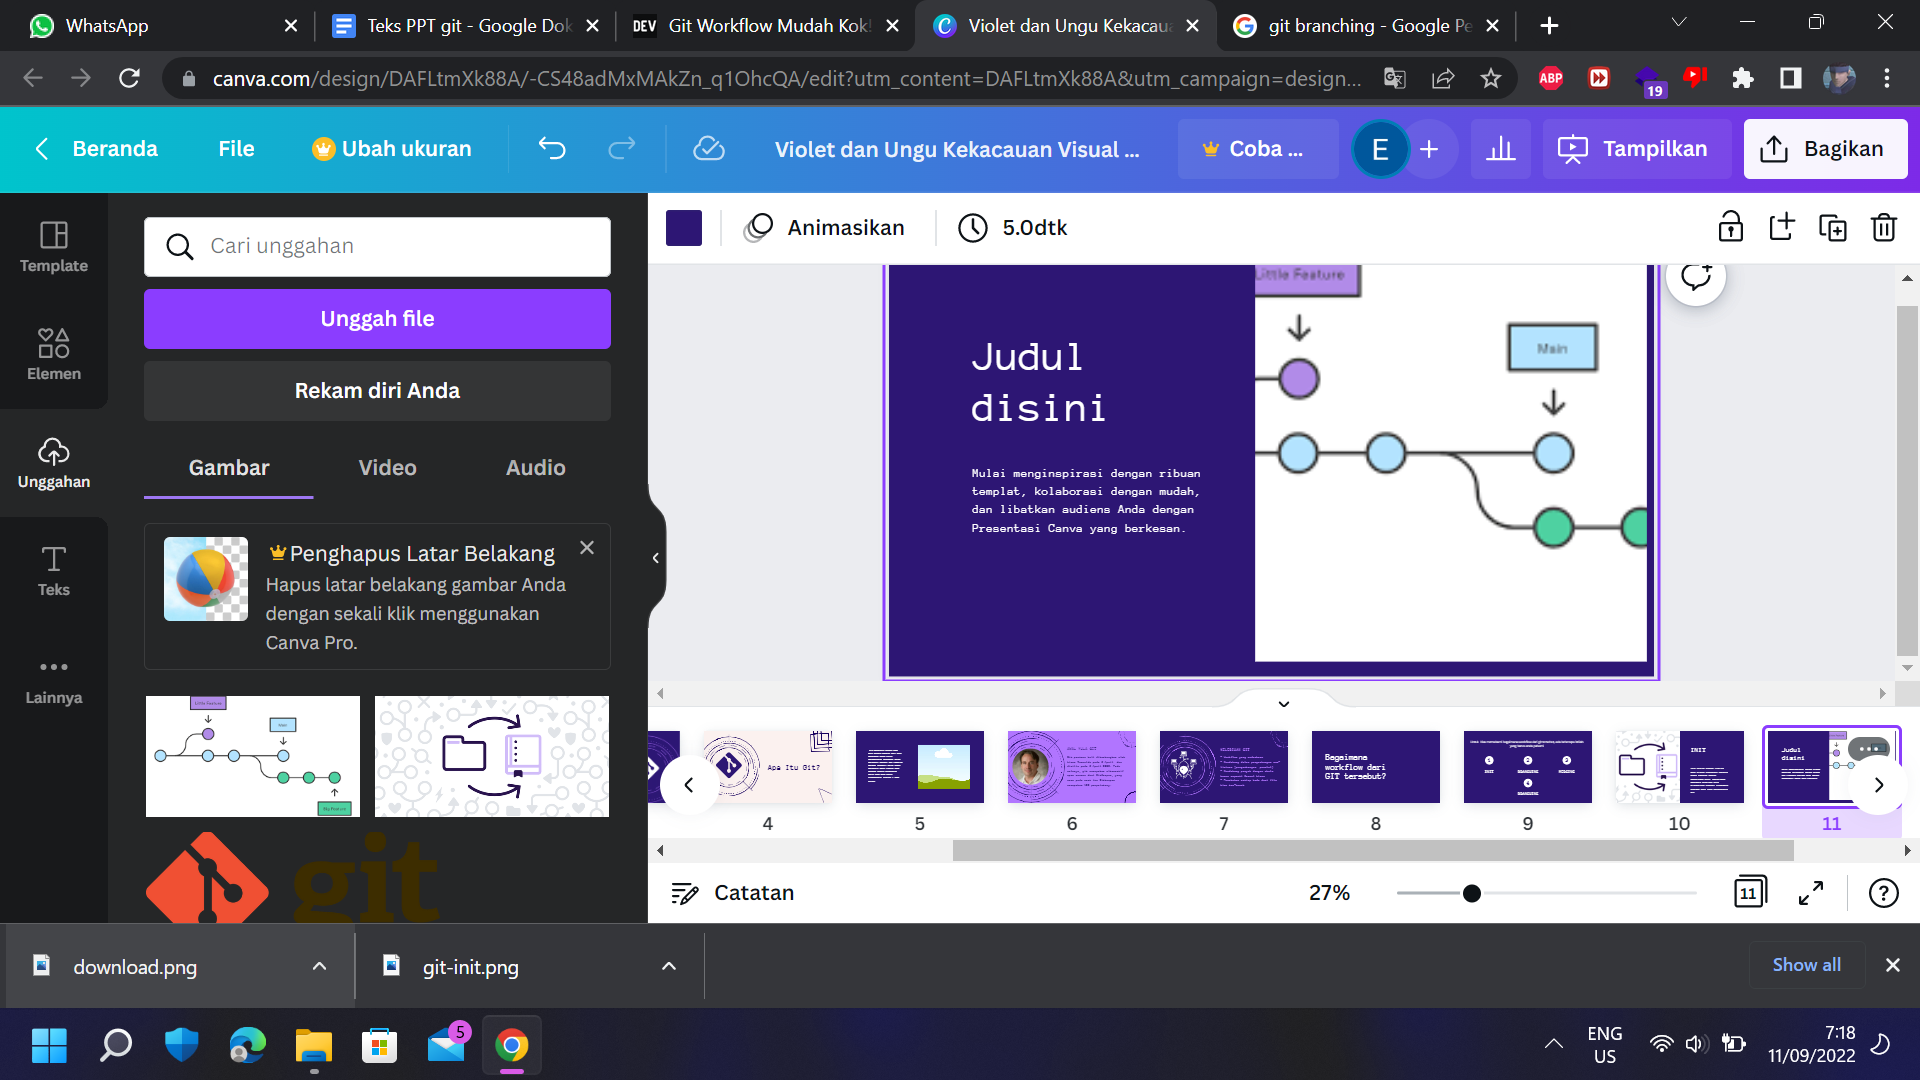 WhatsApp
Teks PPT git - Google Dok
DEV Git Workflow Mudah Kok!
Violet dan Ungu Kekacaua
git branching - Google Pe
canva.com/design/DAFLtmXk88A/-CS48adMxMAkZn_q1OhcQA/edit?utm_content=DAFLtmXk88A&utm_campaign=design...
ABP
19
Beranda
File
Ubah ukuran
Violet dan Ungu Kekacauan Visual ...
Coba ...
E
Tampilkan
Bagikan
Template
Elemen
Unggahan
Teks
Lainnya
Cari unggahan
Unggah file
Rekam diri Anda
Gambar
Video
Audio
Penghapus Latar Belakang
Hapus latar belakang gambar Anda
dengan sekali klik menggunakan
Canva Pro.
Little Feature
Main
git
Animasikan
5.0dtk
Judul
disini
Mulai menginspirasi dengan ribuan
templat, kolaborasi dengan mudah,
dan libatkan audiens Anda dengan
Presentasi Canva yang berkesan.
Little Feature
Main
Apa Itu Git?
Bagaimana
workflow dari
GIT tersebut?
INIT
Judul
disini
4
5
6
7
8
9
10
11
Catatan
27%
11
download.png
git-init.png
Show all
5
ENG
US
7:18
11/09/2022